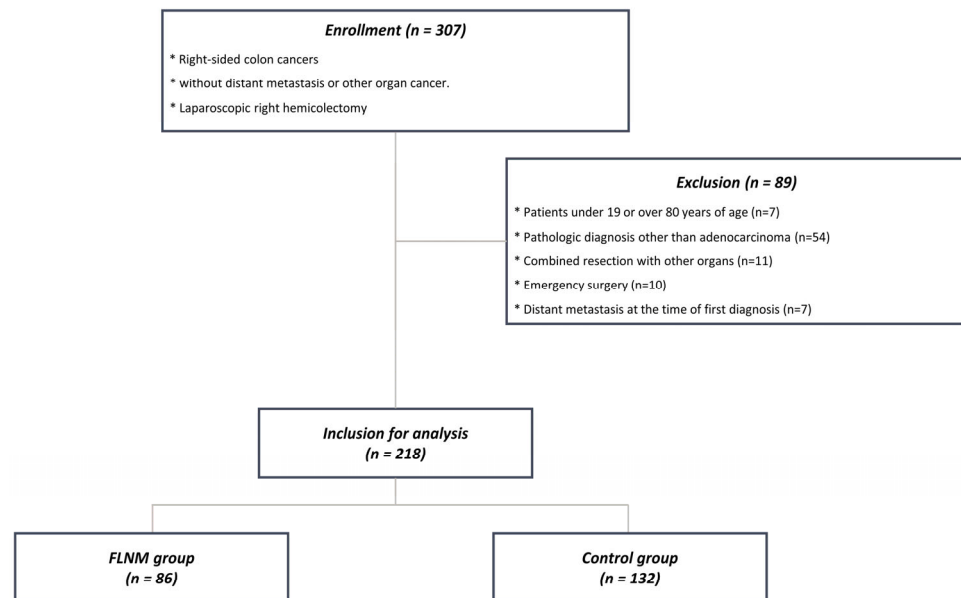 Enrollment (n = 307)
* Right-sided colon cancers
* without distant metastasis or other organ cancer.
* Laparoscopic right hemicolectomy
Exclusion (n = 89)
* Patients under 19 or over 80 years of age (n=7)
* Pathologic diagnosis other than adenocarcinoma (n=54)
* Combined resection with other organs (n=11)
* Emergency surgery (n=10)
* Distant metastasis at the time of first diagnosis (n=7)
Inclusion for analysis
(n = 218)
FLNM group
(n = 86)
Control group
(n = 132)